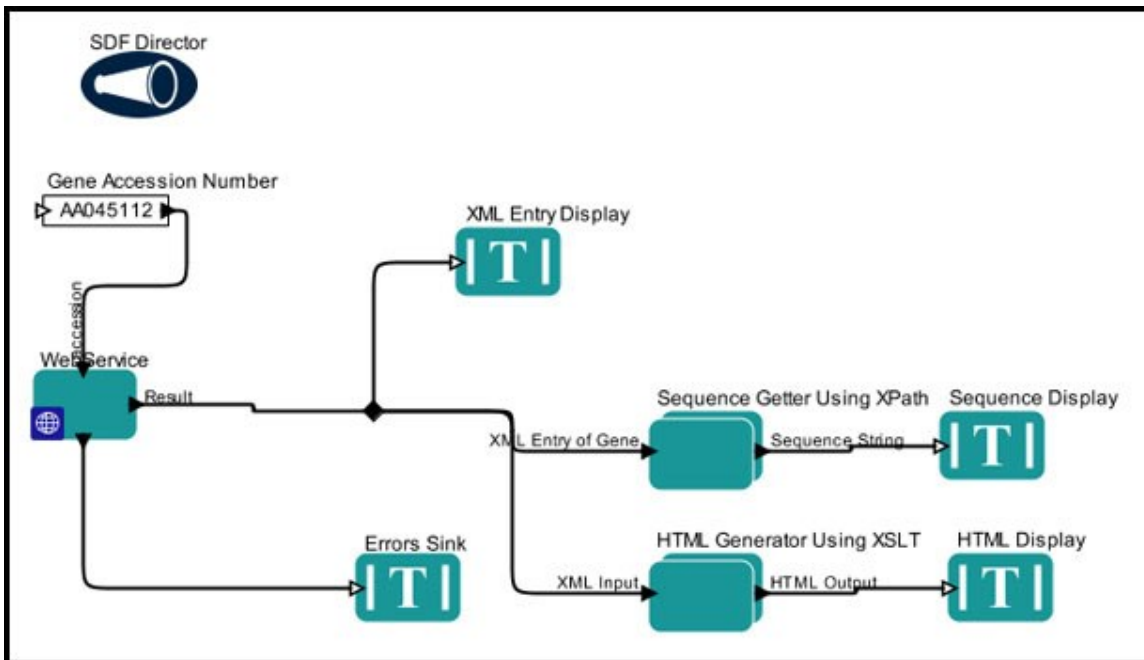 SDF Director
Gene Accession Number
AA045112
XML Entry Display
accession
WebService
Result
Sequence Getter Using XPath
Sequence Display
XML Entry of Gene
Sequence String
T
T
Errors Sink
HTML Generator Using XSLT
HTML Display
XML Input
HTML Output
T
T